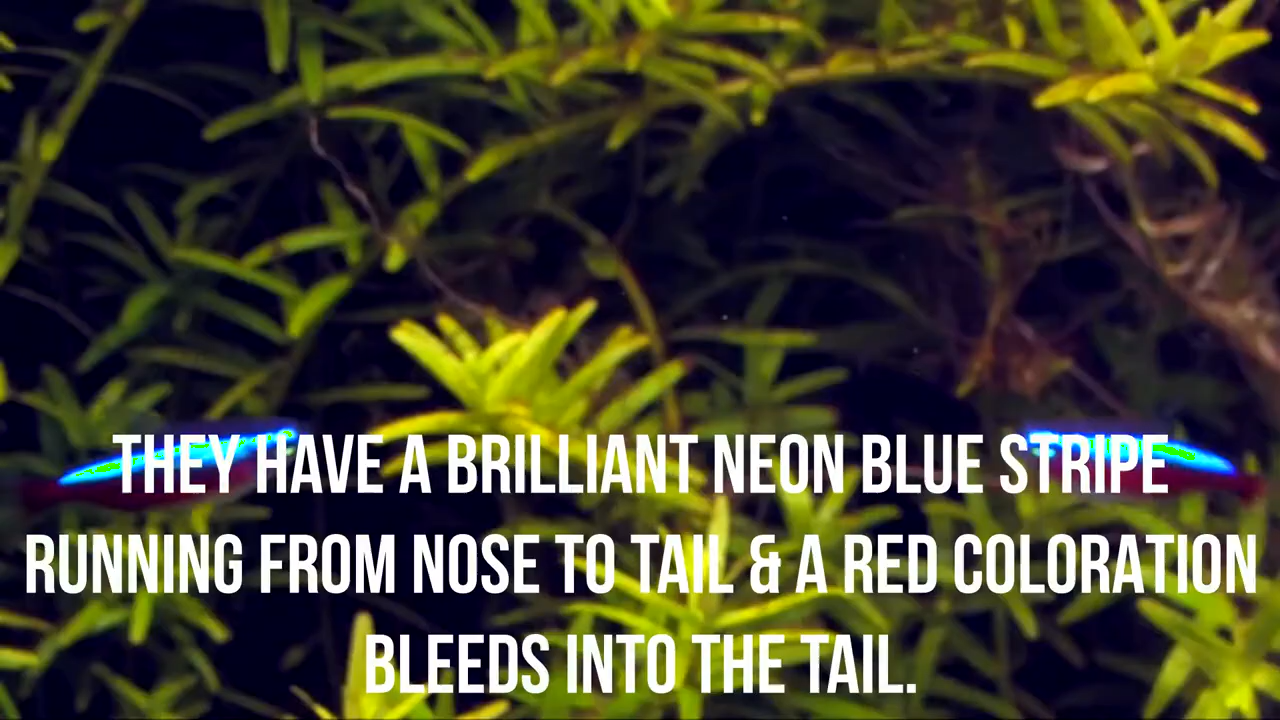 THEY HAVE A BRILLIANT NEON BLUE STRIPE
RUNNING FROM NOSE TO TAIL & A RED COLORATION
BLEEDS INTO THE TAIL.